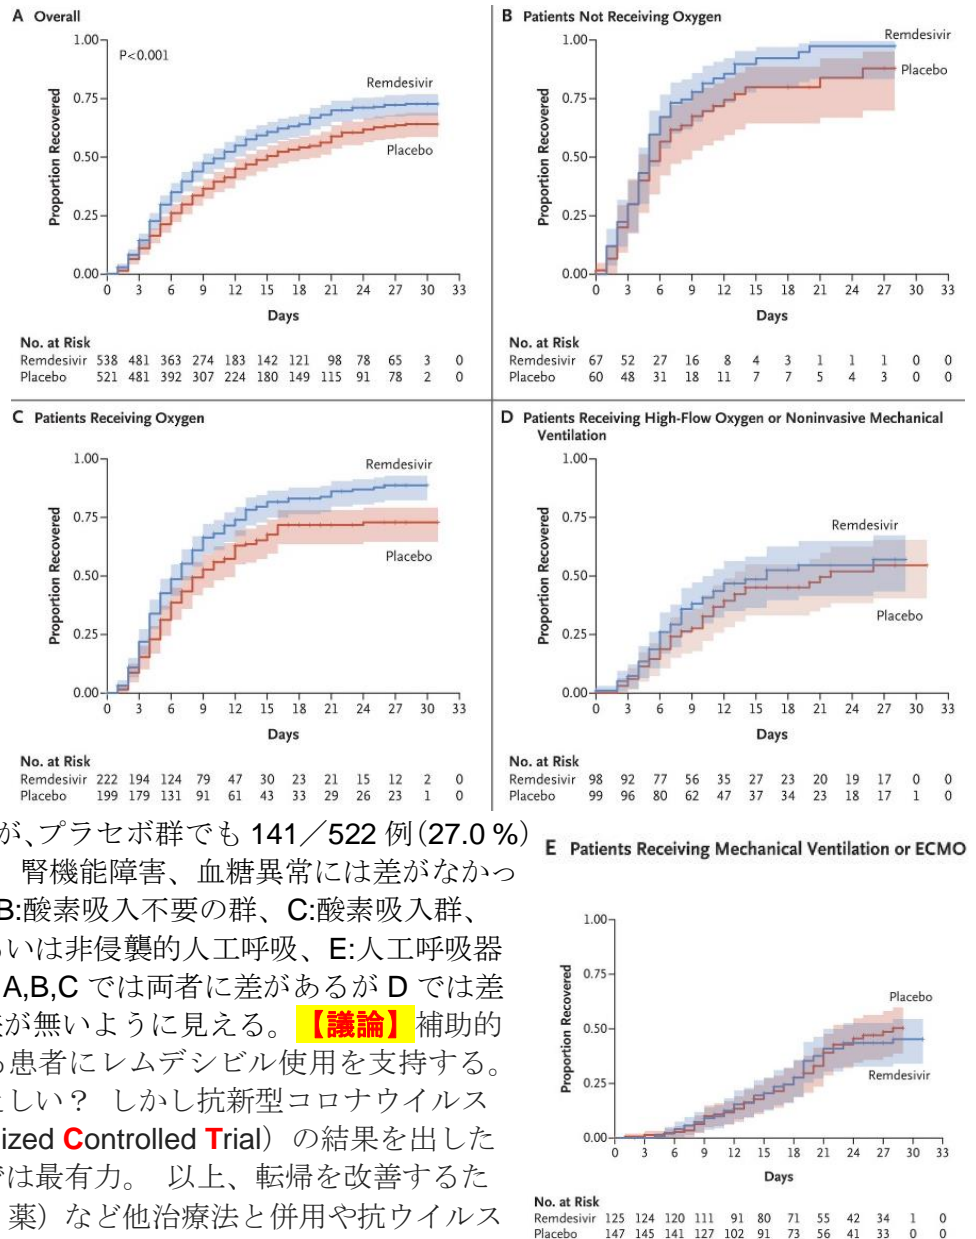 A Overall
P<0.001
1.00
0.75
0.50
0.25
0.00
Proportion Recovered
Remdesivir
Placebo
0 3 6 9 12 15 18 21 24 27 30 33
Days
No. at Risk
Remdesivir 538 481 363 274 183 142 121 98 78 65 3 0
Placebo 521 481 392 307 224 180 149 115 91 78 2 0
B Patients Not Receiving Oxygen
1.00
0.75
0.50
0.25
0.00
Proportion Recovered
Remdesivir
Placebo
0 3 6 9 12 15 18 21 24 27 30 33
Days
No. at Risk
Remdesivir 67 52 27 16 8 4 3 1 1 1 0 0
Placebo 60 48 31 18 11 7 7 5 4 3 0 0
C Patients Receiving Oxygen
1.00
0.75
0.50
0.25
0.00
Proportion Recovered
Remdesivir
Placebo
0 3 6 9 12 15 18 21 24 27 30 33
Days
No. at Risk
Remdesivir 222 194 124 79 47 30 23 21 15 12 2 0
Placebo 199 179 131 91 61 43 33 29 26 23 1 0
D Patients Receiving High-Flow Oxygen or Noninvasive Mechanical
Ventilation
1.00
0.75
0.50
0.25
0.00
Proportion Recovered
Remdesivir
Placebo
0 3 6 9 12 15 18 21 24 27 30 33
Days
No. at Risk
Remdesivir 98 92 77 56 35 27 23 20 19 17 0 0
Placebo 99 96 80 62 47 37 34 23 18 17 1 0
が、プラセボ群でも 141／522 例(27.0 %)
腎機能障害、血糖異常には差がなかっ
B:酸素吸入不要の群、C:酸素吸入群、
るいは非侵襲的人工呼吸、E:人工呼吸器
A,B,C では両者に差があるが D では差
が無いように見える。【議論】補助的
る患者にレムデシビル使用を支持する。
正しい？ しかし抗新型コロナウイルス
ized Controlled Trial）の結果を出した
では最有力。 以上、転帰を改善するた
薬）など他治療法と併用や抗ウイルス
E Patients Receiving Mechanical Ventilation or ECMO
1.00
0.75
0.50
0.25
0.00
Proportion Recovered
Placebo
Remdesivir
0 3 6 9 12 15 18 21 24 27 30 33
Days
No. at Risk
Remdesivir 125 124 120 111 91 80 71 55 42 34 1 0
Placebo 147 145 141 127 102 91 73 56 41 33 0 0